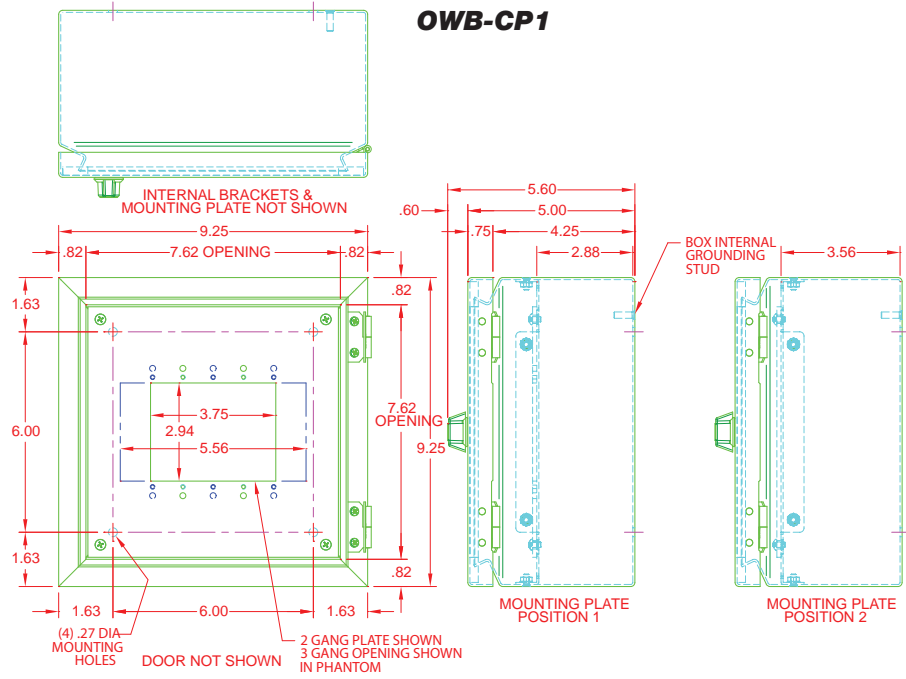 OWB-CP1
INTERNAL BRACKETS &
MOUNTING PLATE NOT SHOWN
9.25
.82
7.62 OPENING
.82
1.63
6.00
1.63
.82
7.62
OPENING
9.25
.82
3.75
2.94
5.56
1.63
6.00
1.63
(4) .27 DIA
MOUNTING
HOLES
DOOR NOT SHOWN
2 GANG PLATE SHOWN
3 GANG OPENING SHOWN
IN PHANTOM
5.60
.60
5.00
.75
4.25
2.88
BOX INTERNAL
GROUNDING
STUD
MOUNTING PLATE
POSITION 1
3.56
MOUNTING PLATE
POSITION 2